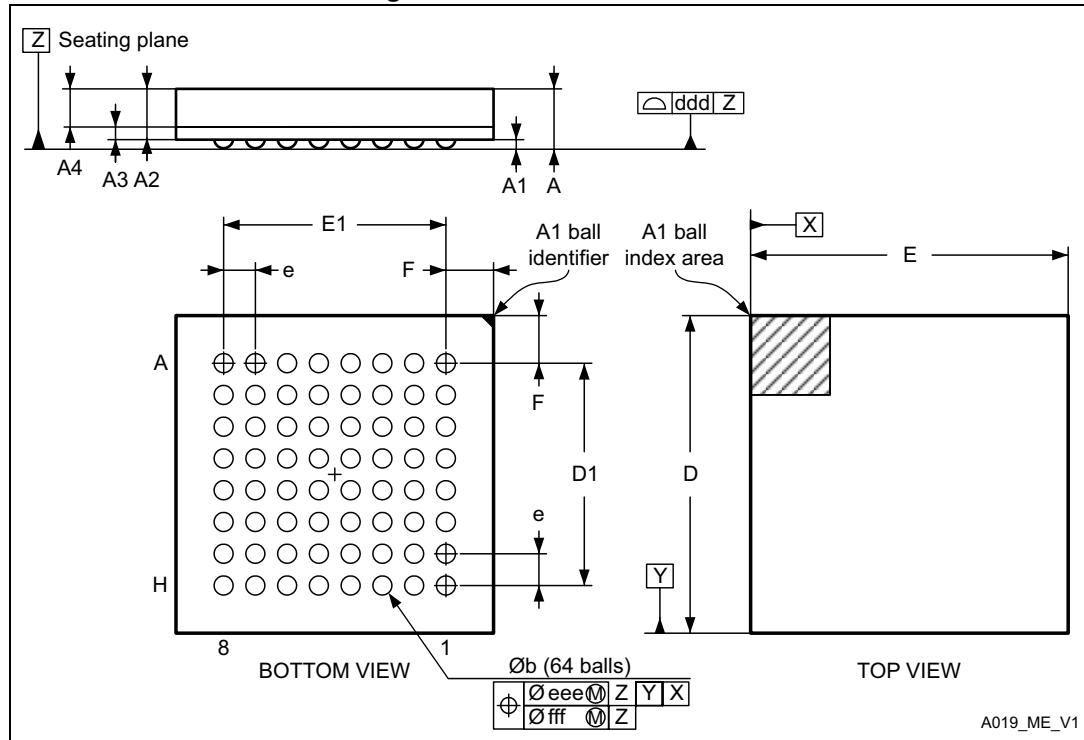 Z Seating plane
ddd Z
A4
A3
A2
A1
A
E1
e
F
A1 ball
identifier
A1 ball
index area
X
E
A
F
D1
D
e
H
Y
8
1
BOTTOM VIEW
Øb (64 balls)
TOP VIEW
Ø eee Ⓜ Z Y X
Ø fff Ⓜ Z
A019_ME_V1